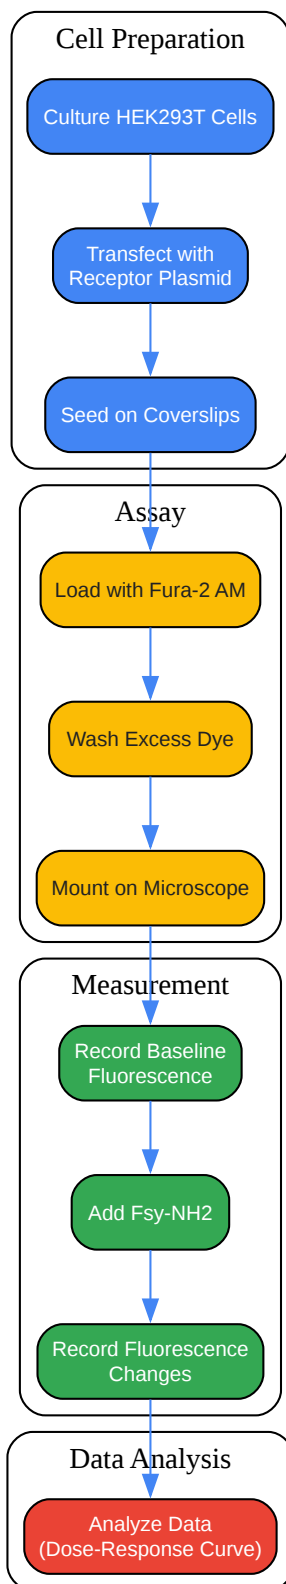 Cell Preparation
Culture HEK293T Cells
Transfect with
Receptor Plasmid
Seed on Coverslips
Assay
Load with Fura-2 AM
Wash Excess Dye
Mount on Microscope
Measurement
Record Baseline
Fluorescence
Add Fsy-NH2
Record Fluorescence
Changes
Data Analysis
Analyze Data
(Dose-Response Curve)